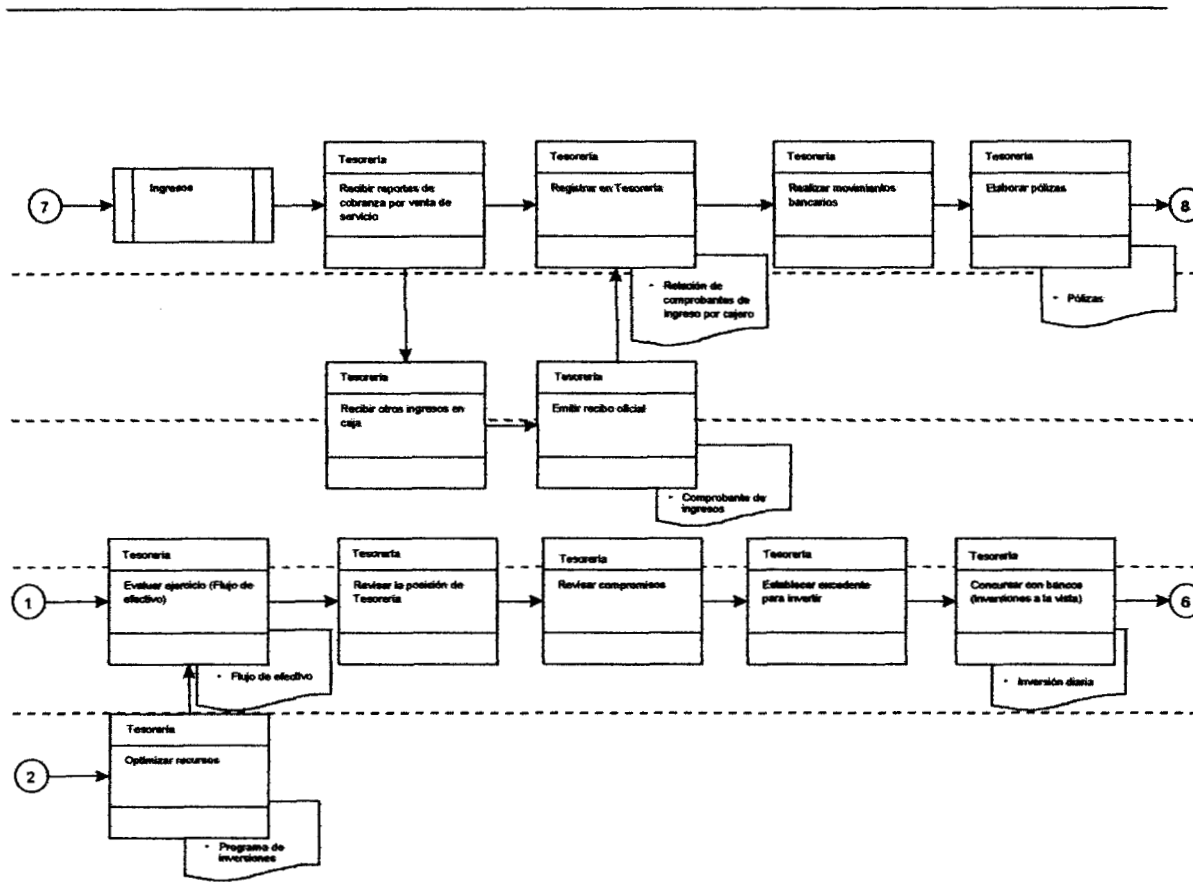 7
Ingresos
Tesorería
Recibir reportes de
cobranza por venta de
servicio
Tesorería
Registrar en Tesorería
- Relación de
comprobantes de
ingreso por cajero
Tesorería
Realizar movimientos
bancarios
Tesorería
Elaborar pólizas
- Pólizas
8
Tesorería
Recibir otros ingresos en
caja
Tesorería
Emitir recibo oficial
- Comprobante de
ingresos
1
Tesorería
Evaluar ejercicio (Flujo de
efectivo)
- Flujo de efectivo
Tesorería
Revisar la posición de
Tesorería
Tesorería
Revisar compromisos
Tesorería
Establecer excedente
para invertir
Tesorería
Concursar con bancos
(Inversiones a la vista)
- Inversión diaria
6
2
Tesorería
Optimizar recursos
- Programa de
inversiones